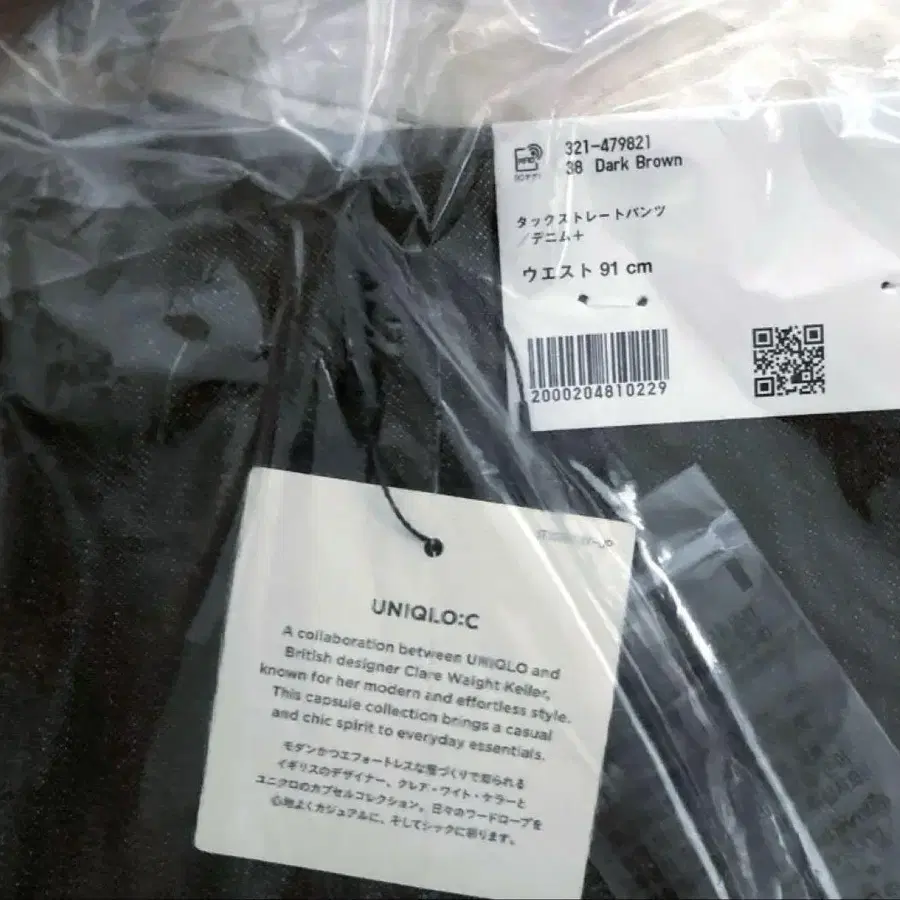 321-479821
38 Dark Brown
タックストレートパンツ
/デニム+
ウエスト 91 cm
2000204810229
UNIQLO:C
A collaboration between UNIQLO and
British designer Clare Waight Keller,
known for her modern and effortless style.
This capsule collection brings a casual
and chic spirit to everyday essentials.
モダンかつエフォートレスな服づくりで知られる
イギリスのデザイナー、クレア・ワイト・ケラーと
ユニクロのカプセルコレクション。日々のワードローブを
心地よくカジュアルに、そしてシックに彩ります。